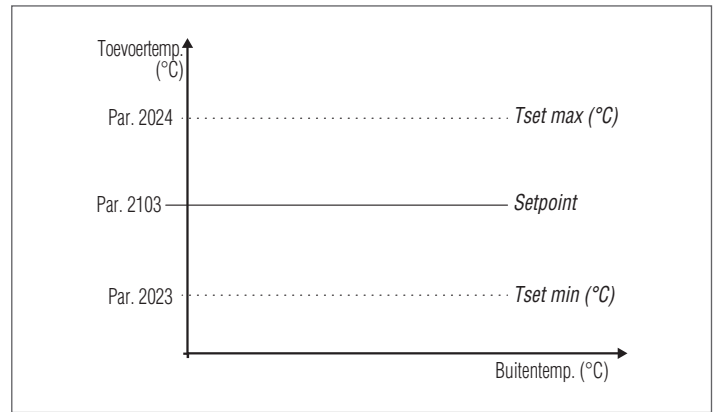 Toevoertemp.
(°C)
Par. 2024
Tset max (°C)
Par. 2103
Setpoint
Par. 2023
Tset min (°C)
Buitentemp. (°C)